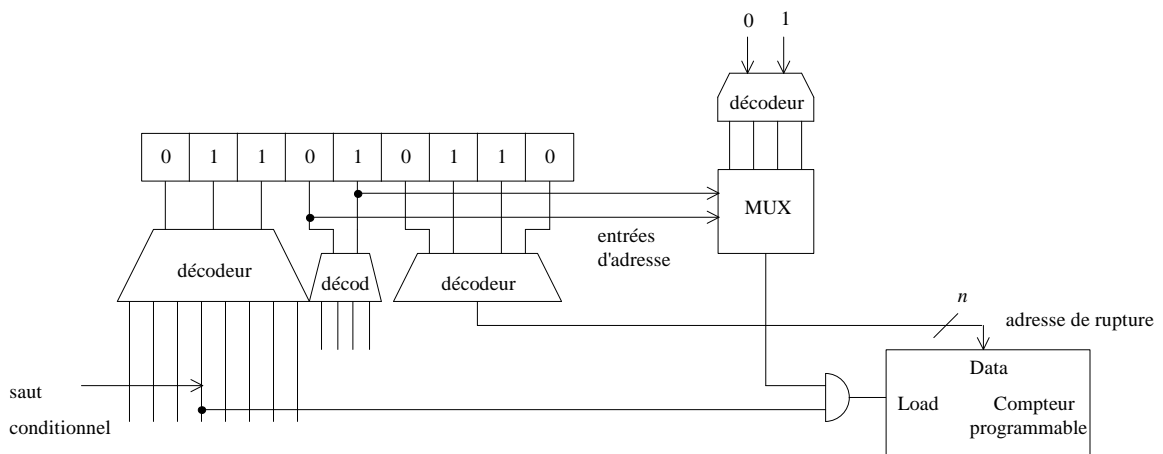 0 1
décodeur
0 1 1 0 1 0 1 1 0
MUX
entrées
d'adresse
décodeur
décod
décodeur
n
adresse de rupture
Data
saut
conditionnel
Load
Compteur
programmable